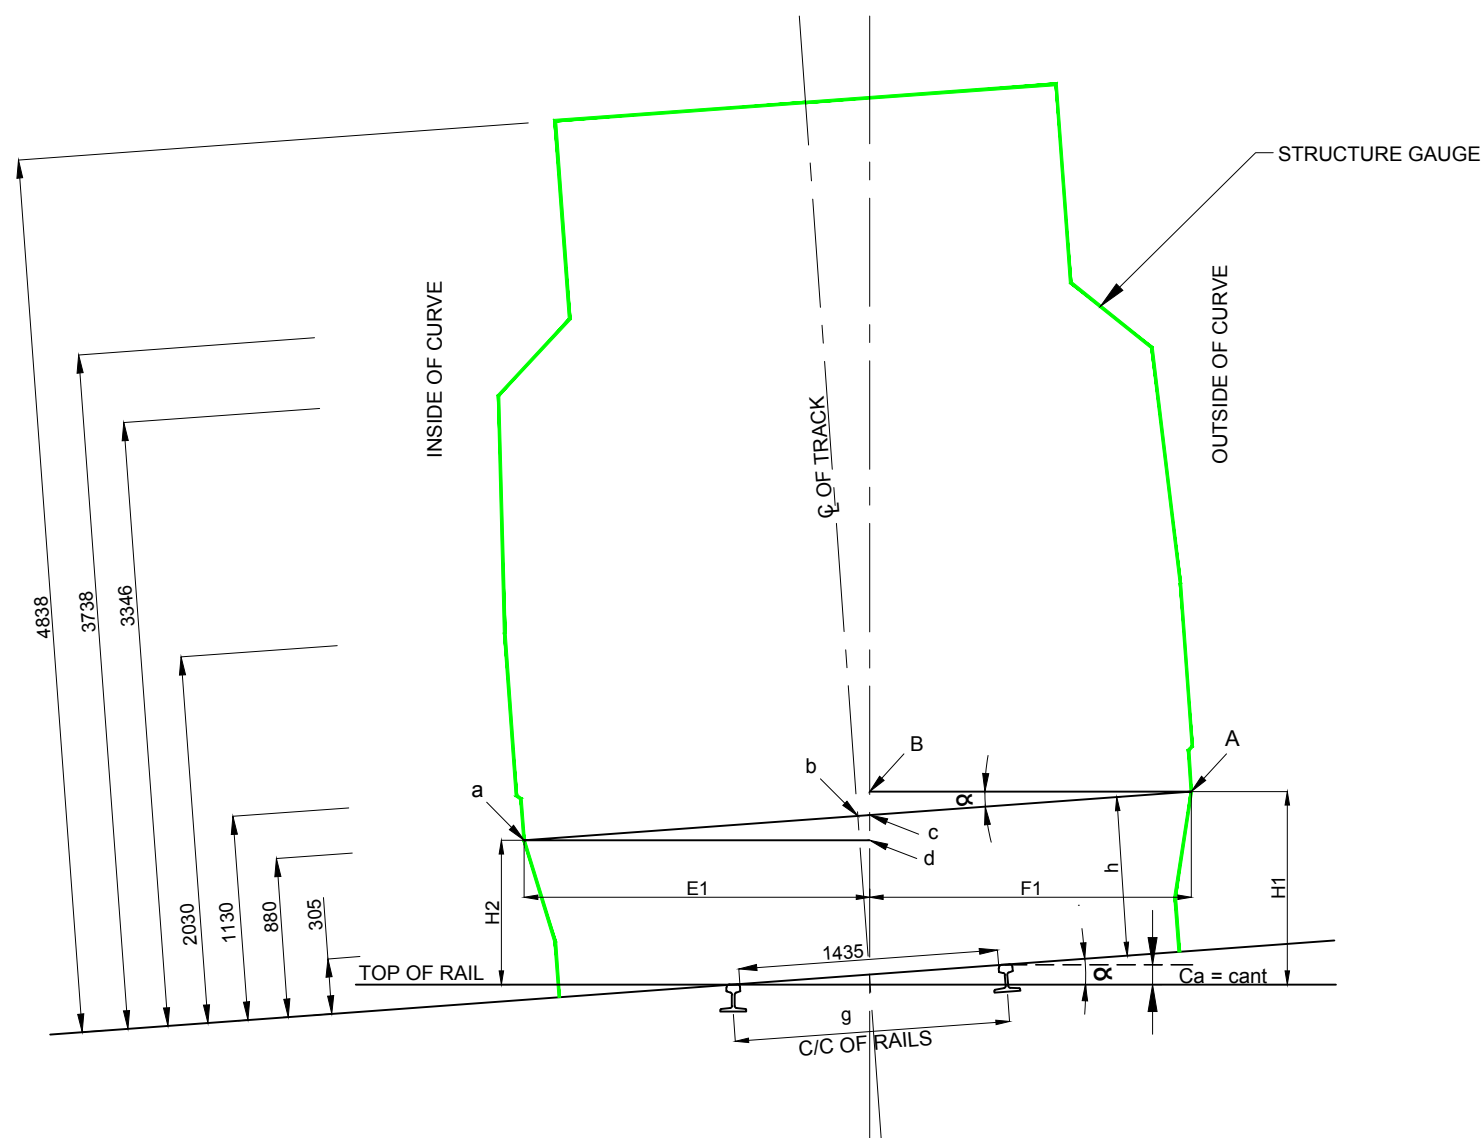 STRUCTURE GAUGE
INSIDE OF CURVE
OUTSIDE OF CURVE
℄ OF TRACK
4838
3738
3346
2030
1130
880
305
B
A
b
a
α
c
d
h
E1
F1
H2
H1
1435
TOP OF RAIL
α
Ca = cant
g
C/C OF RAILS